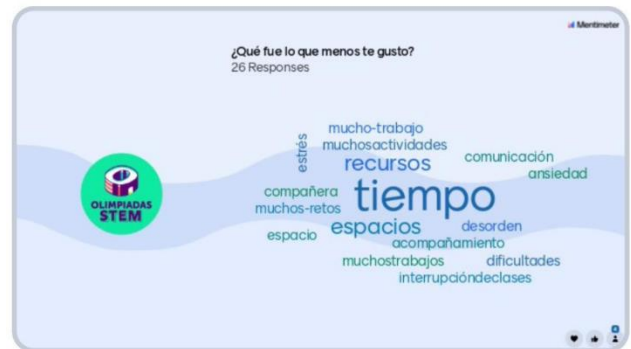 Mentimeter
¿Qué fue lo que menos te gusto?
26 Responses
mucho-trabajo
estrés
muchosactividades
recursos
comunicación
ansiedad
compañera
tiempo
muchos-retos
espacios
desorden
espacio
acompañamiento
muchostrabajos
dificultades
interrupcióndeclases
OLIMPIADAS
STEM